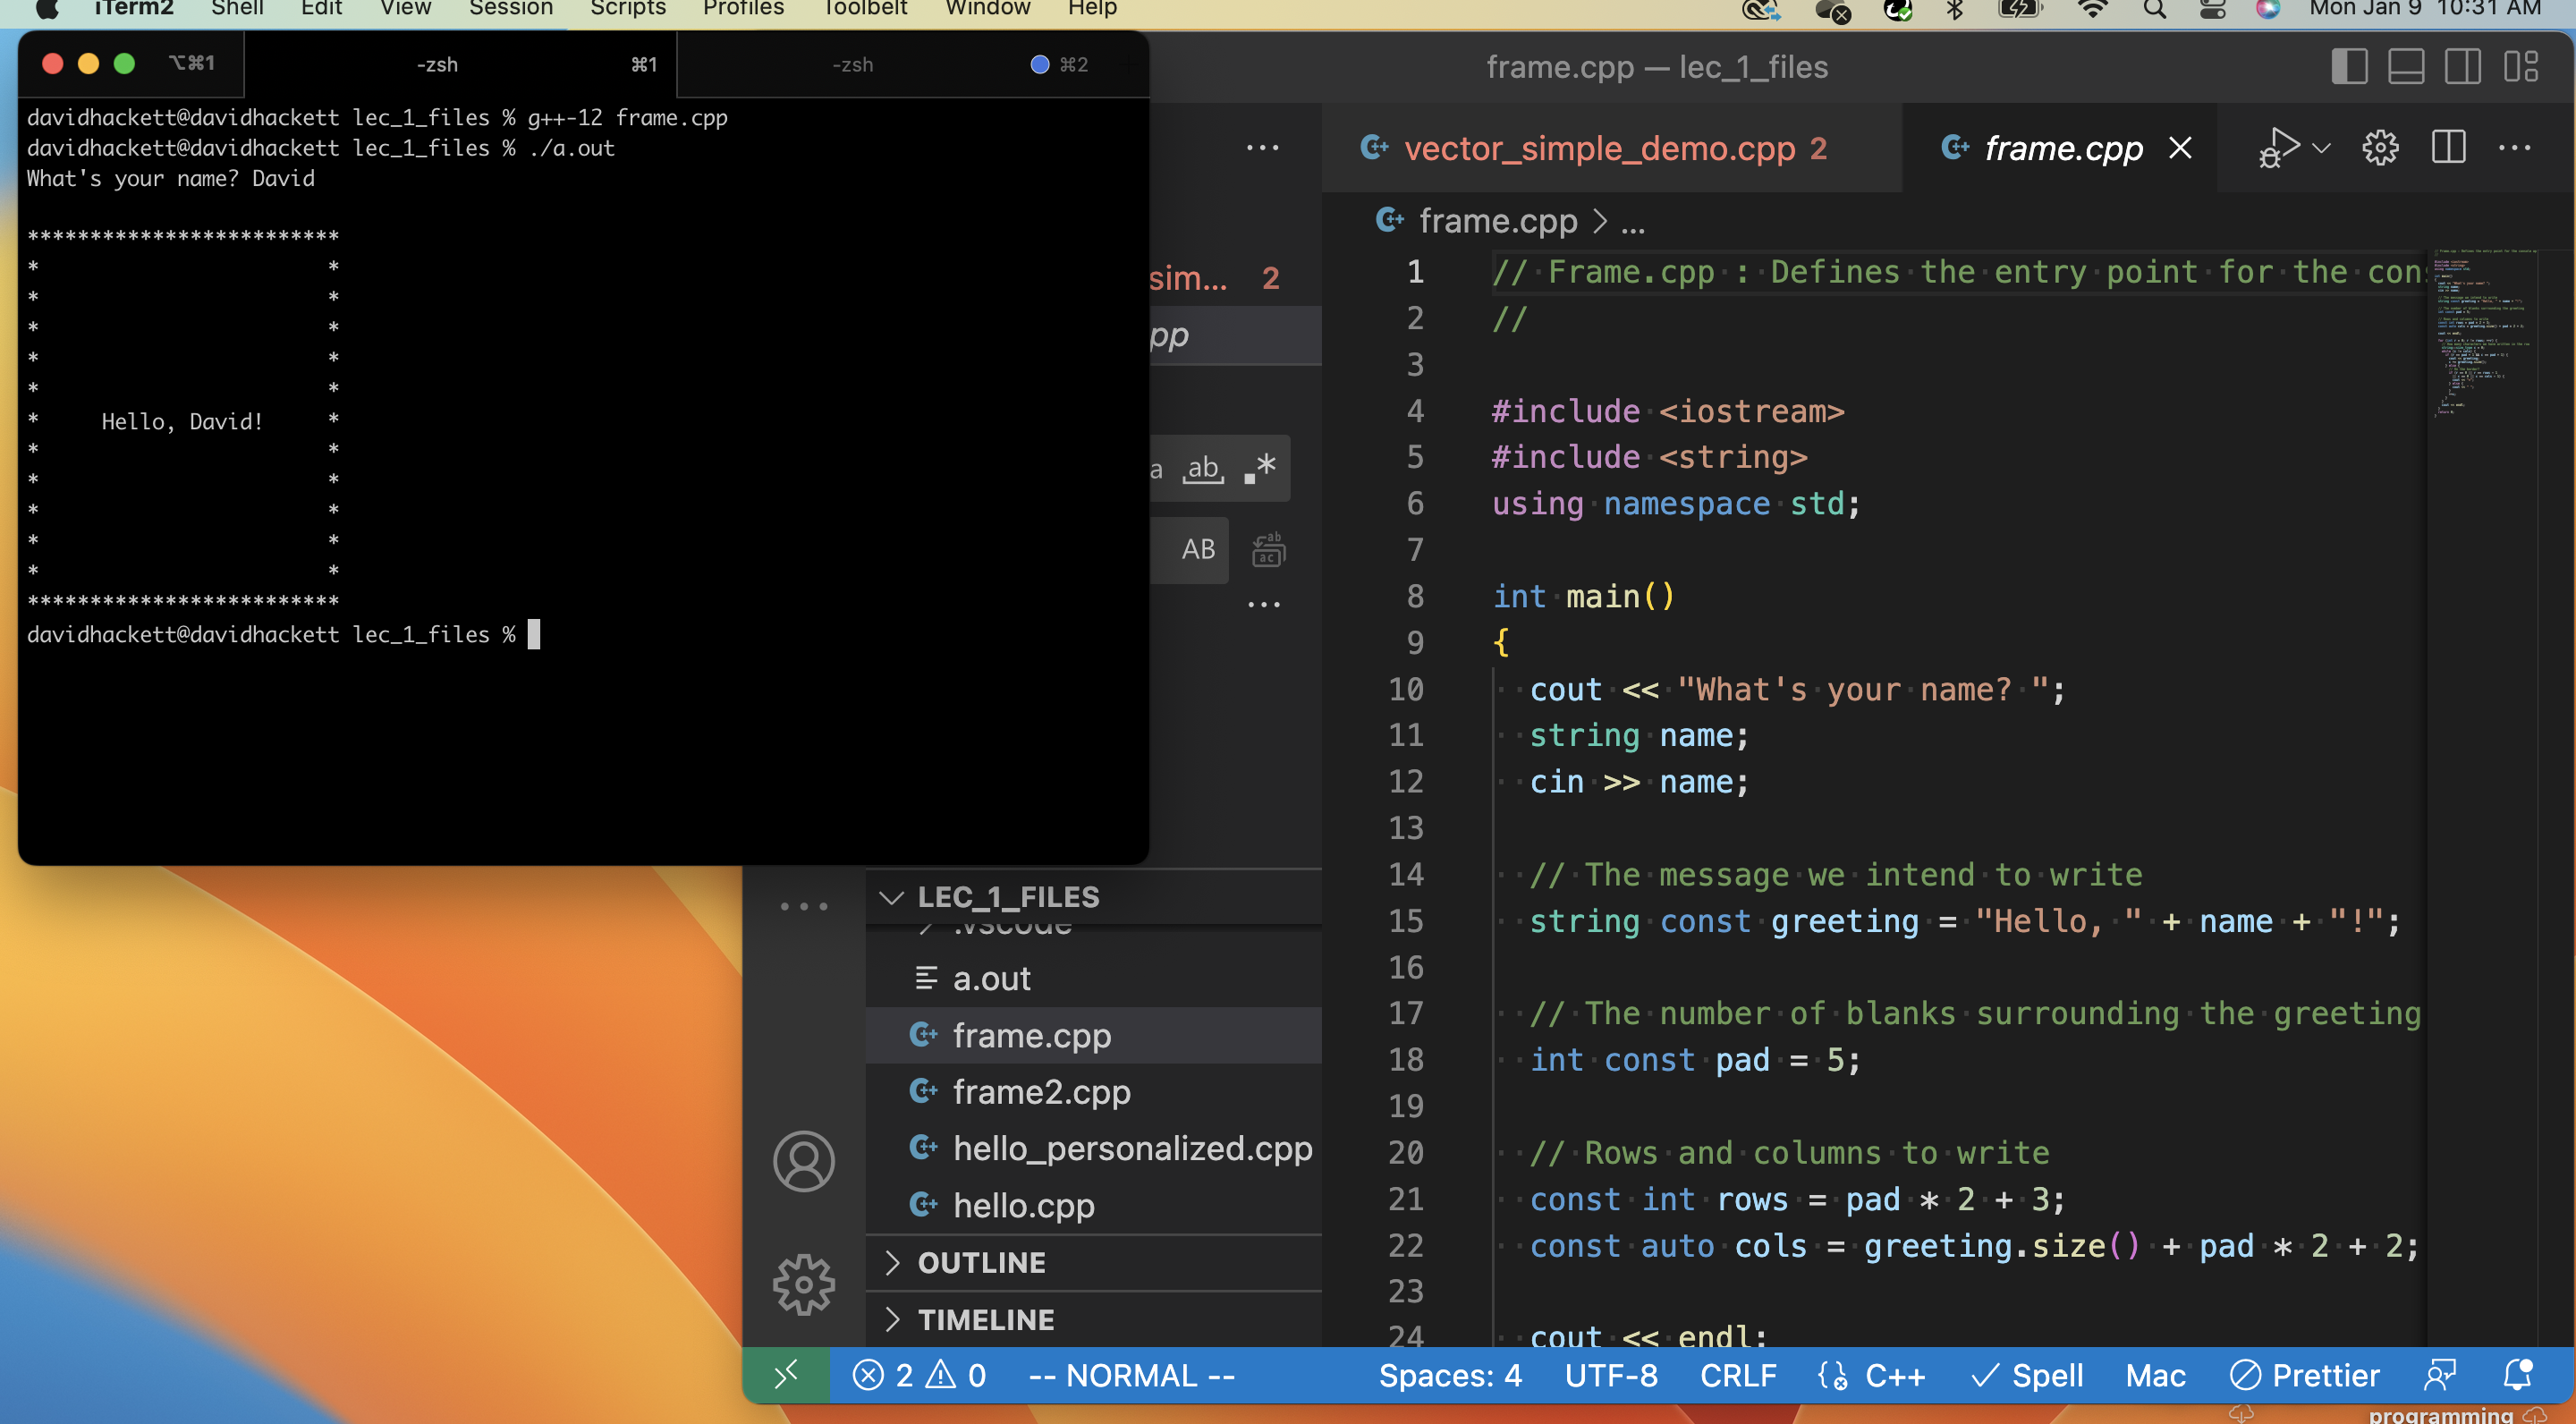 iTerm2 Shell Edit View Session Scripts Profiles Toolbelt Window Help Mon Jan 9 10:31 AM
⌥⌘1 -zsh ⌘1 -zsh ⌘2
davidhackett@davidhackett lec_1_files % g++-12 frame.cpp
davidhackett@davidhackett lec_1_files % ./a.out
What's your name? David
*************************
*                       *
*                       *
*                       *
*                       *
*                       *
*     Hello, David!     *
*                       *
*                       *
*                       *
*                       *
*                       *
*************************
davidhackett@davidhackett lec_1_files %
frame.cpp — lec_1_files
sim... 2
pp
ab
AB
LEC_1_FILES
.vscode
a.out
frame.cpp
frame2.cpp
hello_personalized.cpp
hello.cpp
OUTLINE
TIMELINE
vector_simple_demo.cpp 2 frame.cpp
frame.cpp > ...
1 // Frame.cpp : Defines the entry point for the con
2 //
3
4 #include <iostream>
5 #include <string>
6 using namespace std;
7
8 int main()
9 {
10 cout << "What's your name? ";
11 string name;
12 cin >> name;
13
14 // The message we intend to write
15 string const greeting = "Hello, " + name + "!";
16
17 // The number of blanks surrounding the greeting
18 int const pad = 5;
19
20 // Rows and columns to write
21 const int rows = pad * 2 + 3;
22 const auto cols = greeting.size() + pad * 2 + 2;
23
24 cout << endl;
2 0 -- NORMAL -- Spaces: 4 UTF-8 CRLF C++ Spell Mac Prettier
programming